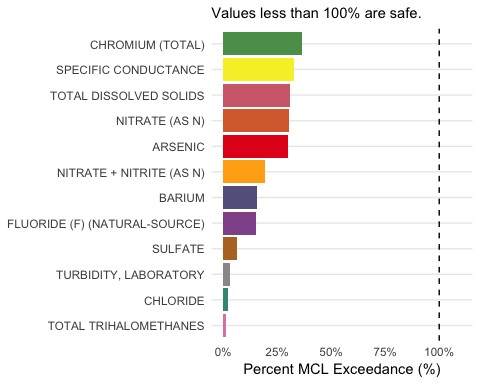 Values less than 100% are safe.
CHROMIUM (TOTAL)
SPECIFIC CONDUCTANCE
TOTAL DISSOLVED SOLIDS
NITRATE (AS N)
ARSENIC
NITRATE + NITRITE (AS N)
BARIUM
FLUORIDE (F) (NATURAL-SOURCE)
SULFATE
TURBIDITY, LABORATORY
CHLORIDE
TOTAL TRIHALOMETHANES
0% 25% 50% 75% 100%
Percent MCL Exceedance (%)